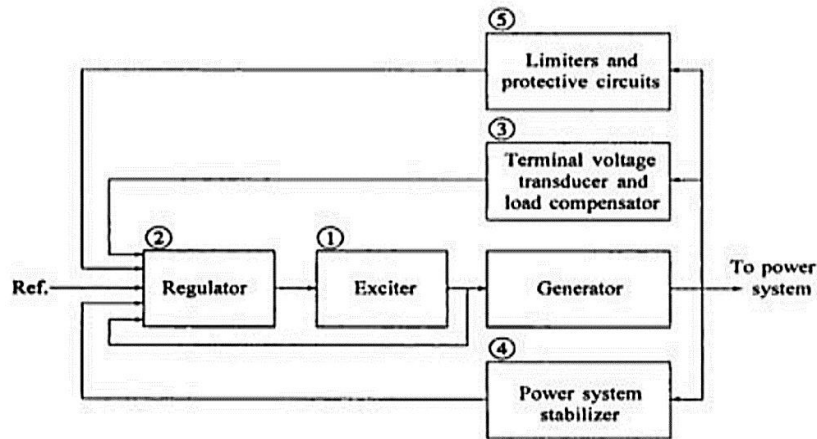 ⑤
Limiters and
protective circuits
③
Terminal voltage
transducer and
load compensator
②
①
Ref.
Regulator
Exciter
Generator
To power
system
④
Power system
stabilizer